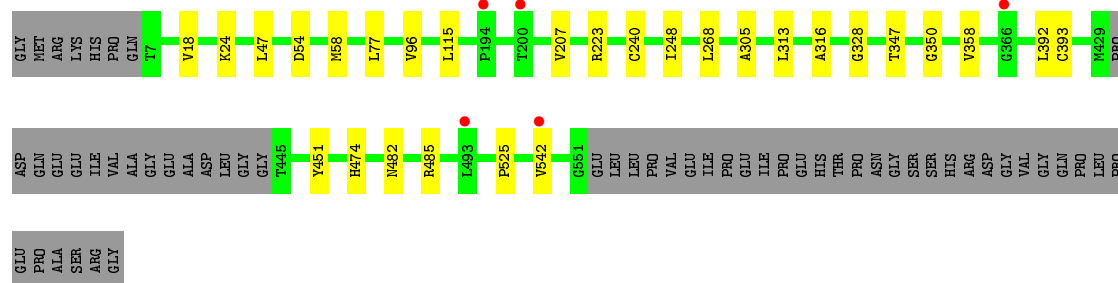 GLY MET ARG LYS HIS PRO GLN T7 V18 K24 L47 D54 M58 L77 V96 L115 P194 T200 V207 R223 C240 I248 L268 A305 L313 A316 G328 T347 G350 V358 G366 L392 C393 M429 PRO
ASP GLN GLU GLU ILE VAL ALA GLY GLU ALA ASP LEU GLY GLY T445 Y451 H474 N482 R485 L493 P525 V542 G551 GLU LEU LEU PRO VAL GLU ILE PRO GLU ILE PRO GLU HIS THR PRO ASN GLY SER SER HIS ARG ASP GLY VAL GLY GLN PRO LEU PRO
GLU PRO ALA SER ARG GLY